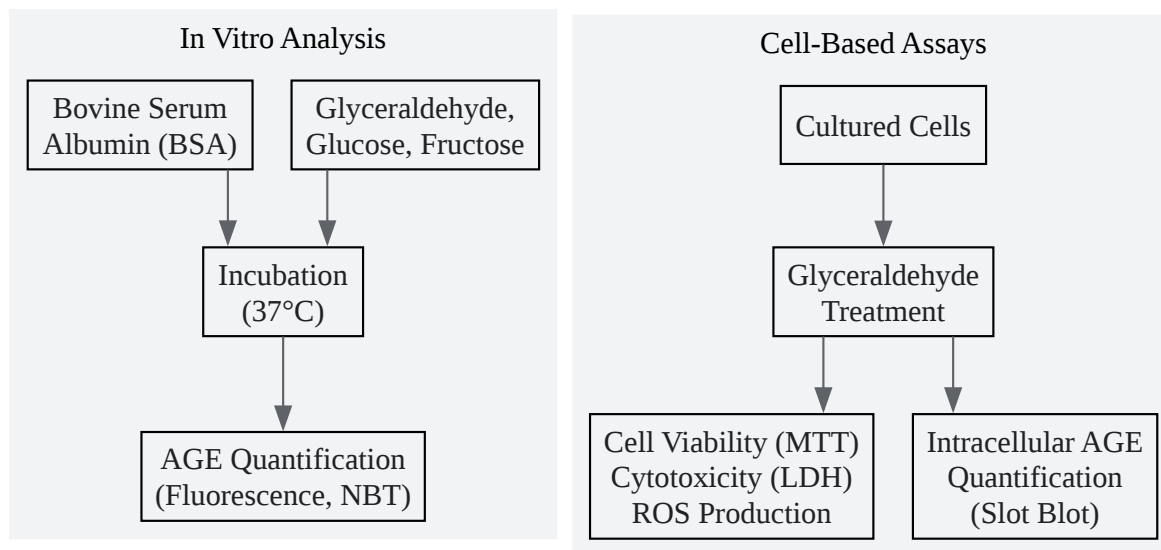 In Vitro Analysis
Bovine Serum
Albumin (BSA)
Glyceraldehyde,
Glucose, Fructose
Incubation
(37°C)
AGE Quantification
(Fluorescence, NBT)
Cell-Based Assays
Cultured Cells
Glyceraldehyde
Treatment
Cell Viability (MTT)
Cytotoxicity (LDH)
ROS Production
Intracellular AGE
Quantification
(Slot Blot)